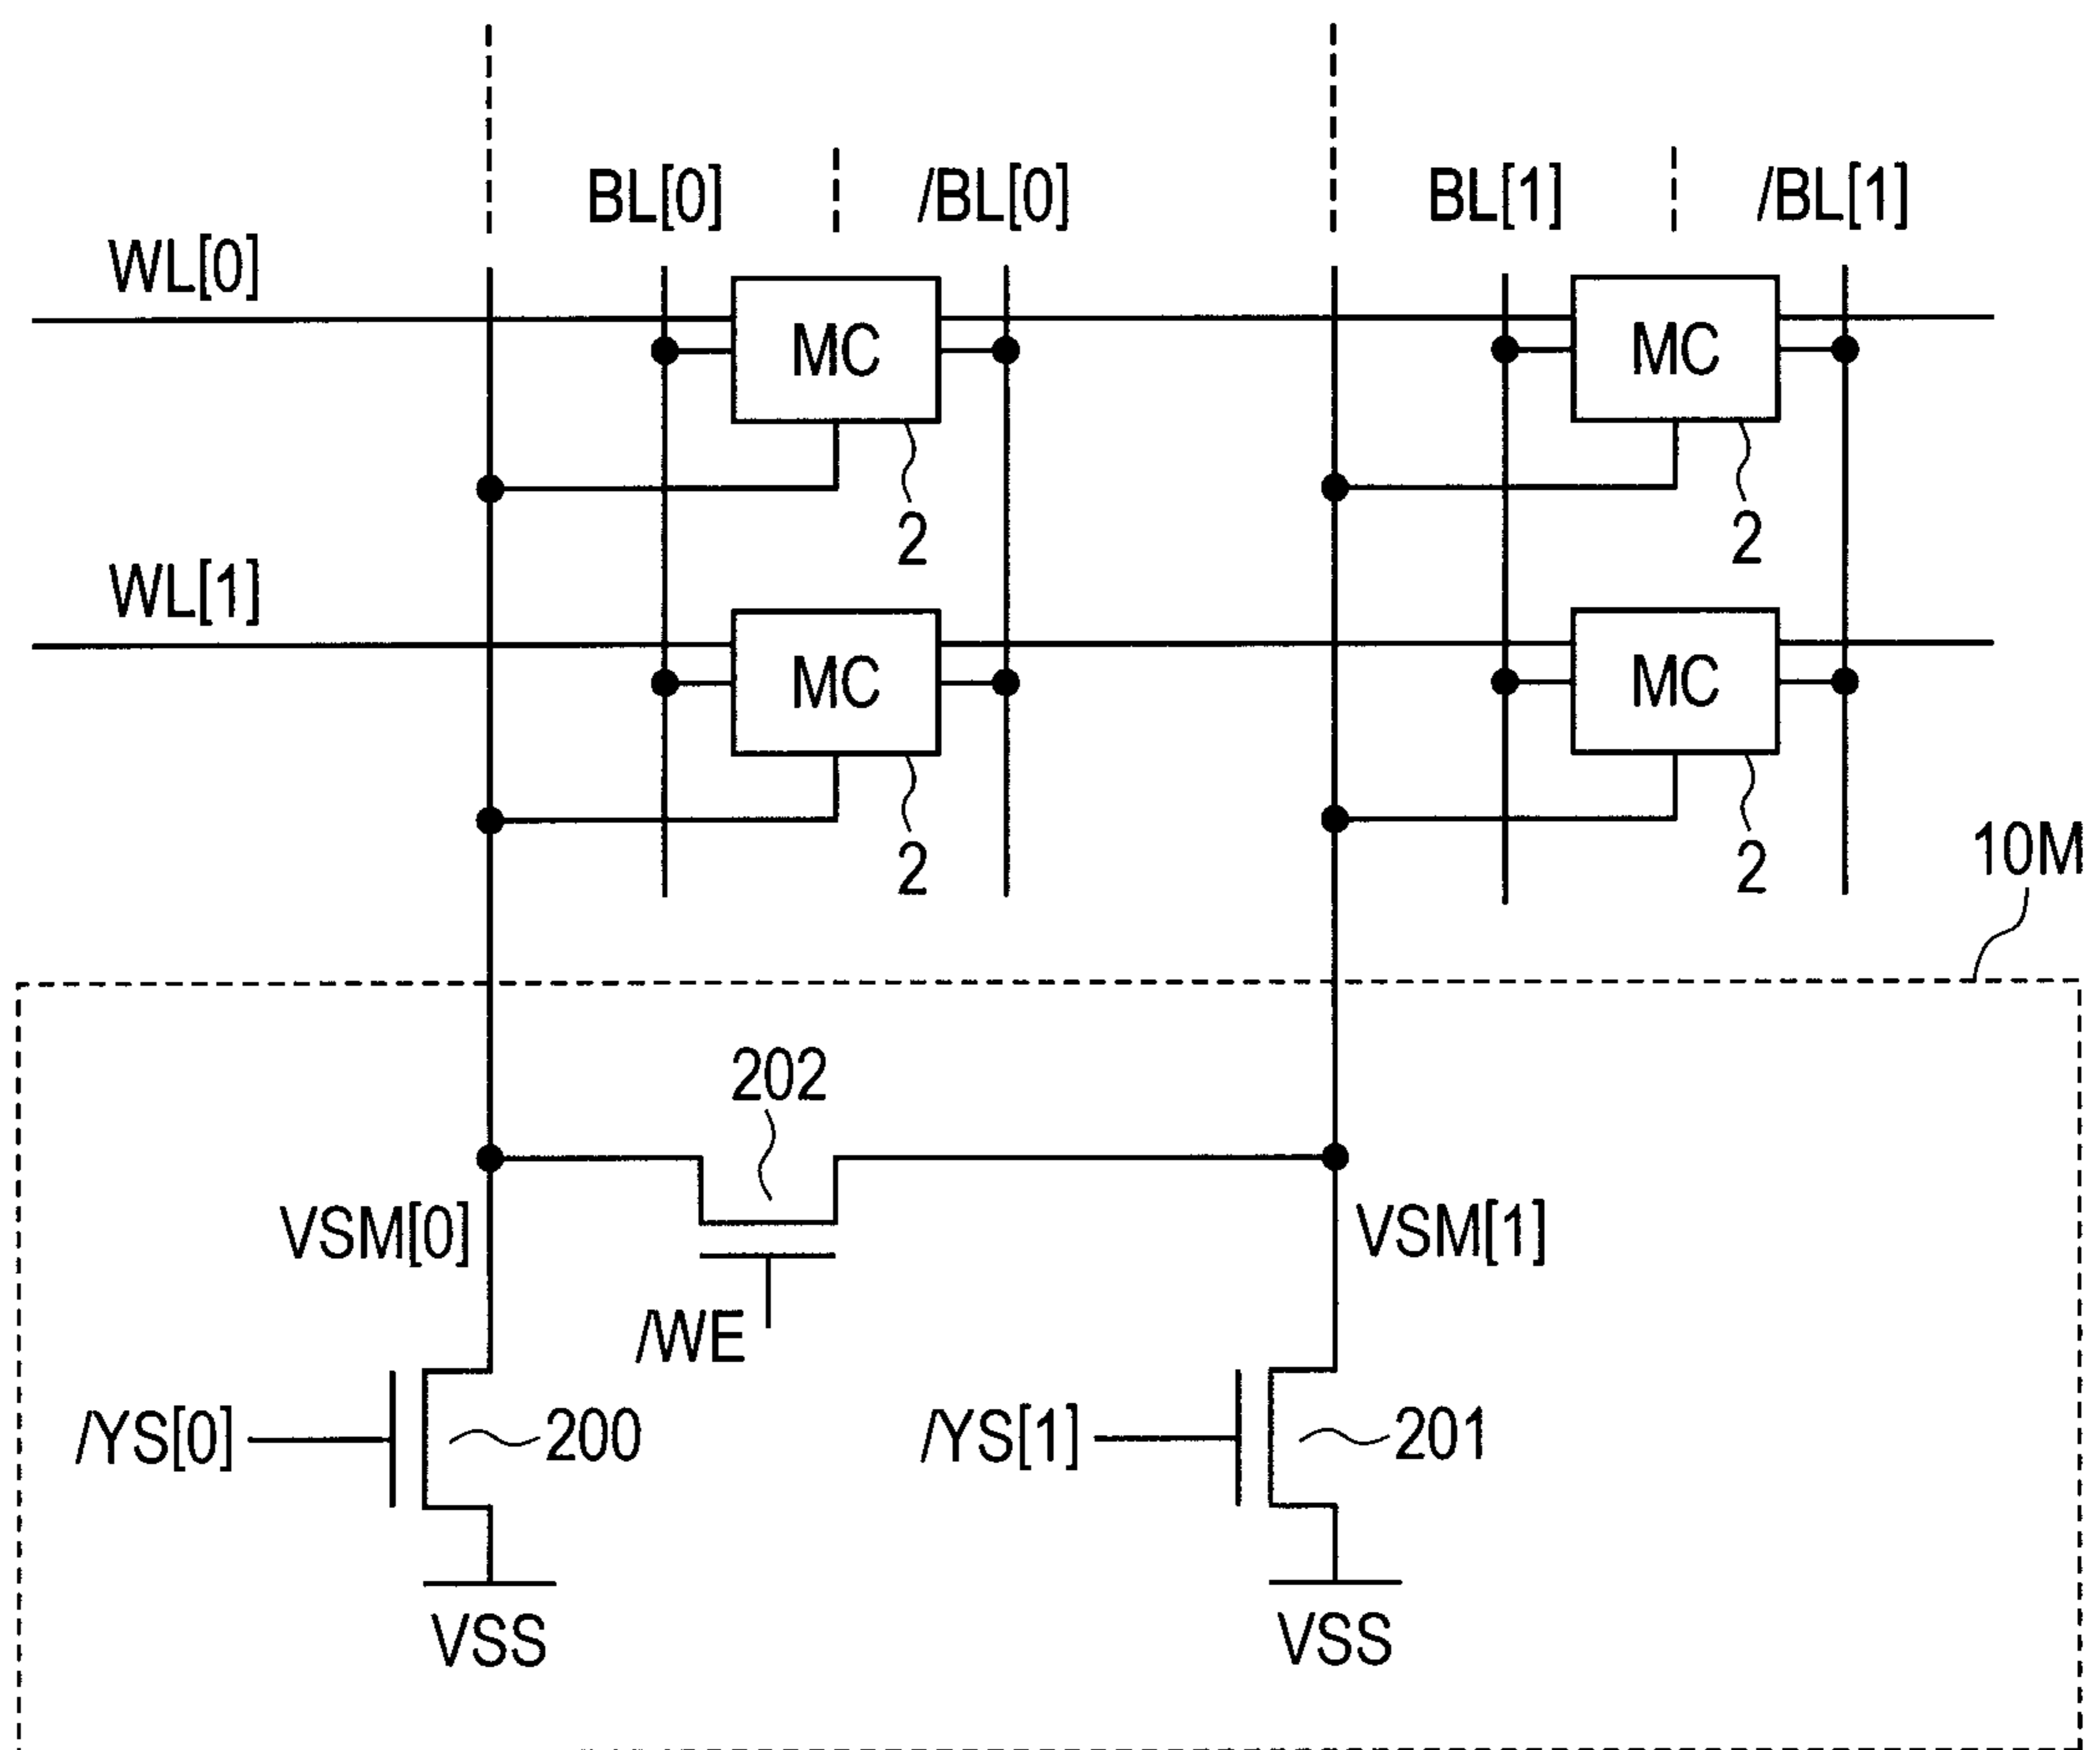 BL[0] /BL[0] BL[1] /BL[1]
WL[0]
MC MC
2 2
WL[1]
MC MC
2 2
10M
202
VSM[0] VSM[1]
/WE
/YS[0] 200 /YS[1] 201
VSS VSS